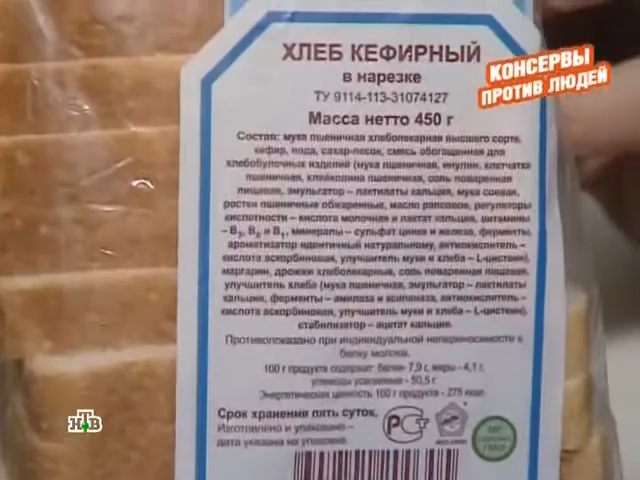 ХЛЕБ КЕФИРНЫЙ
в нарезке
ТУ 9114-113-31074127
Масса нетто 450 г
Состав: мука пшеничная хлебопекарная высшего сорта,
кефир, вода, сахар-песок, смесь обогащенная для
хлебобулочных изделий (мука пшеничная, инулин, клетчатка
пшеничная, клейковина пшеничная, соль поваренная
пищевая, эмульгатор – лактилаты кальция, мука соевая,
ростки пшеничные обжаренные, масло рапсовое, регуляторы
кислотности – кислота молочная и лактат кальция, витамины
минералы – сульфат цинка и железа, ферменты,
ароматизатор идентичный натуральному, антиокислитель –
кислота аскорбиновая, улучшитель муки и хлеба – L-цистеин),
маргарин, дрожжи хлебопекарные, соль поваренная пищевая,
улучшитель хлеба (мука пшеничная, эмульгатор – лактилаты
кальция, ферменты – амилаза и ксиланаза, антиокислитель –
кислота аскорбиновая, улучшитель муки и хлеба – L-цистеин),
стабилизатор – ацетат кальция.
Противопоказано при индивидуальной непереносимости к
белку молока.
100 г продукта содержат: белки- 7,9 г, жиры - 4,1 г,
углеводы усвояемые - 50,5 г.
Энергетическая ценность 100 г продукта - 275 ккал.
Срок хранения пять суток.
Изготовлено и упаковано –
дата указана на упаковке.
РСТ
КОНСЕРВЫ
ПРОТИВ ЛЮДЕЙ
НТВ